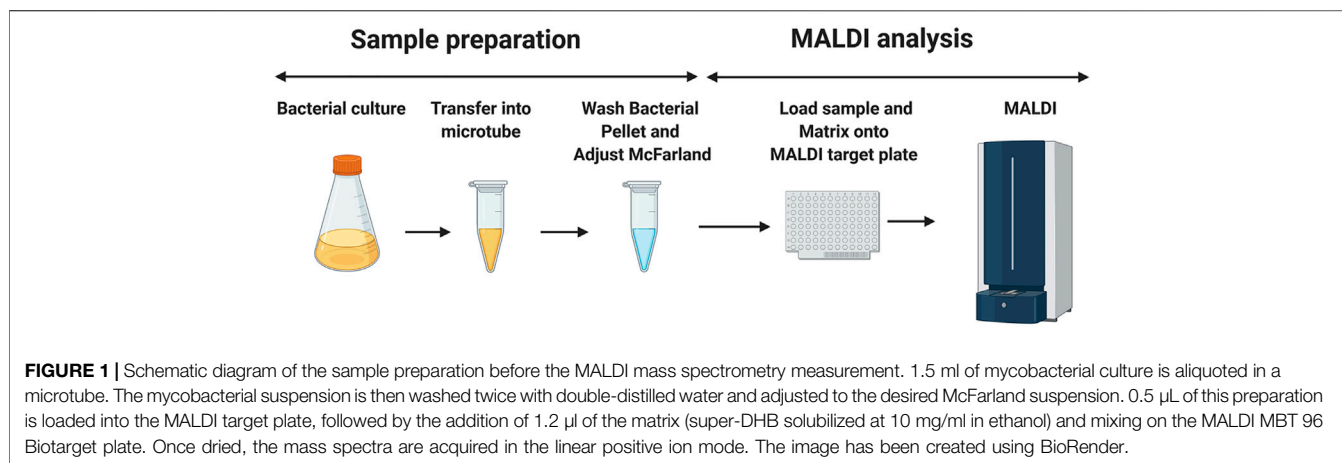 Sample preparation MALDI analysis
Bacterial culture
Transfer into
microtube
Wash Bacterial
Pellet and
Adjust McFarland
Load sample and
Matrix onto
MALDI target plate
MALDI
FIGURE 1 | Schematic diagram of the sample preparation before the MALDI mass spectrometry measurement. 1.5 ml of mycobacterial culture is aliquoted in a
microtube. The mycobacterial suspension is then washed twice with double-distilled water and adjusted to the desired McFarland suspension. 0.5 µL of this preparation
is loaded into the MALDI target plate, followed by the addition of 1.2 µl of the matrix (super-DHB solubilized at 10 mg/ml in ethanol) and mixing on the MALDI MBT 96
Biotarget plate. Once dried, the mass spectra are acquired in the linear positive ion mode. The image has been created using BioRender.